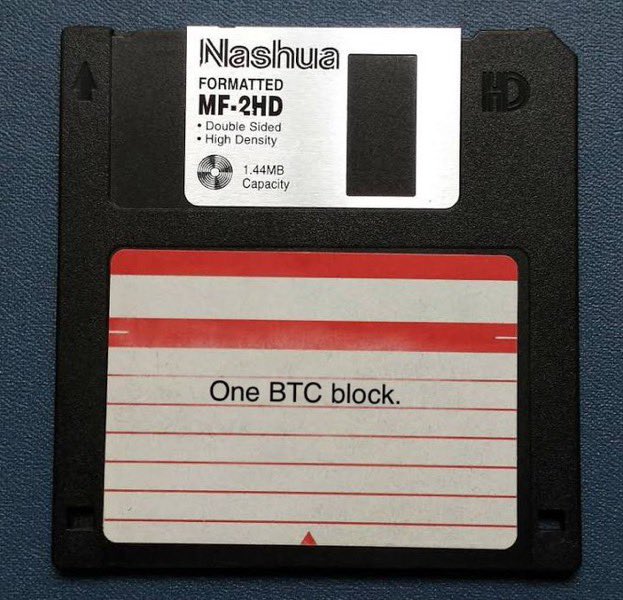 Nashua
FORMATTED
MF-2HD
• Double Sided
• High Density
1.44MB
Capacity
HD
One BTC block.